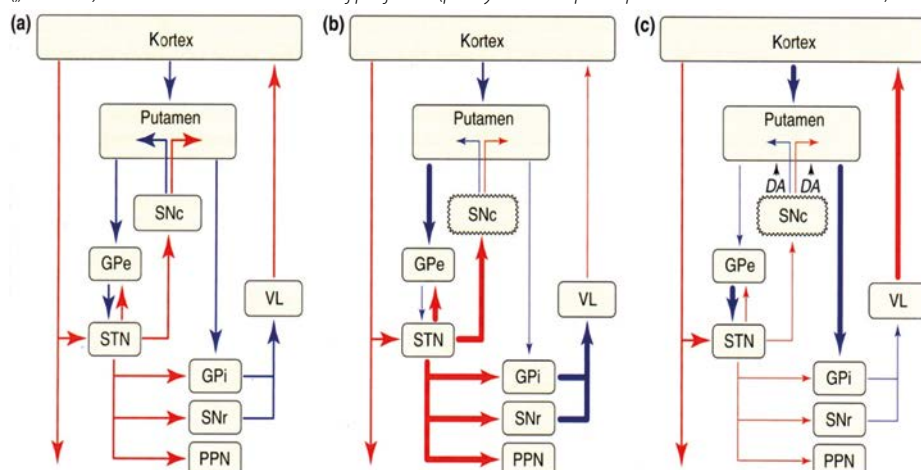 (a)
Kortex
Putamen
SNc
GPe
VL
STN
GPi
SNr
PPN
(b)
Kortex
Putamen
SNc
GPe
VL
STN
GPi
SNr
PPN
(c)
Kortex
Putamen
DA DA
SNc
GPe
VL
STN
GPi
SNr
PPN